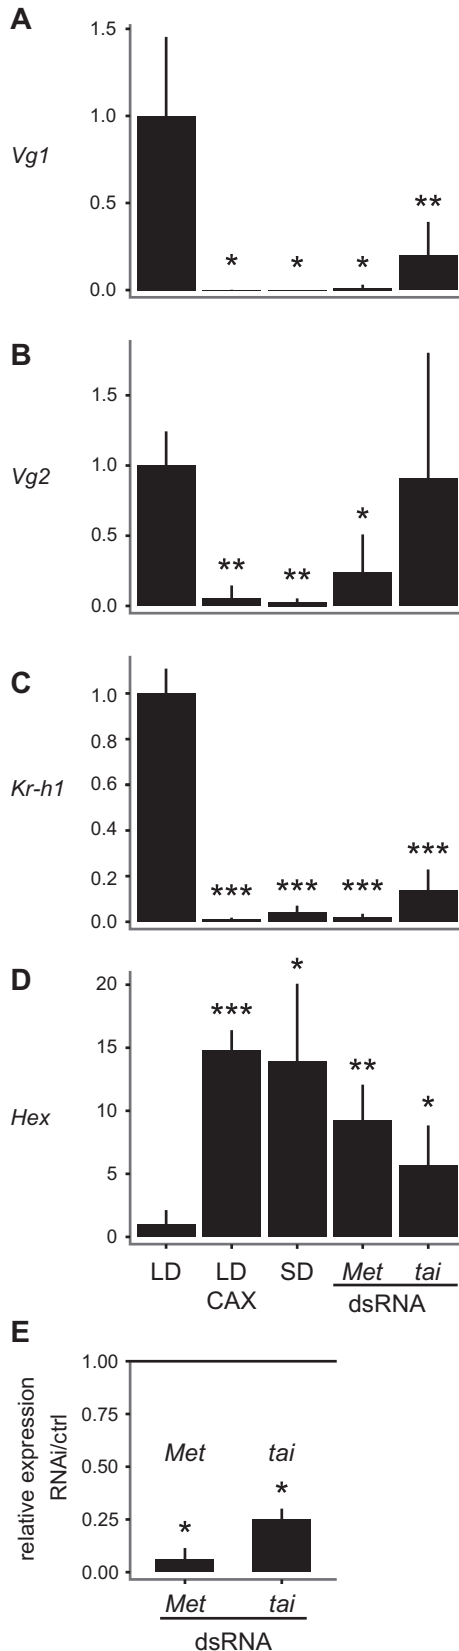 A
Vg1
1.5
1.0
0.5
0.0
* * * **
B
Vg2
1.5
1.0
0.5
0.0
** ** * 
C
Kr-h1
1.0
0.8
0.6
0.4
0.2
0.0
*** *** *** ***
D
Hex
20
15
10
5
0
*** * ** *
LD LD SD Met tai
CAX dsRNA
E
relative expression
RNAi/ctrl
1.00
0.75
0.50
0.25
0.00
Met tai
* *
Met tai
dsRNA